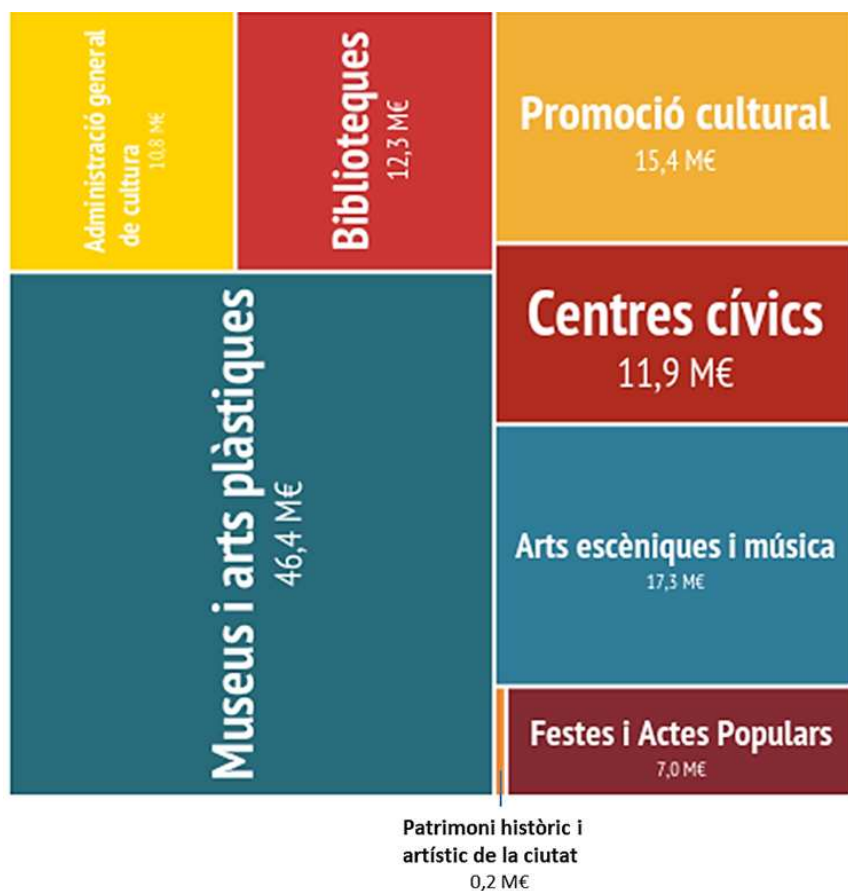 Administració general
de cultura
10,8 M€
Biblioteques
12,3 M€
Promoció cultural
15,4 M€
Museus i arts plàstiques
46,4 M€
Centres cívics
11,9 M€
Arts escèniques i música
17,3 M€
Festes i Actes Populars
7,0 M€
Patrimoni històric i
artístic de la ciutat
0,2 M€